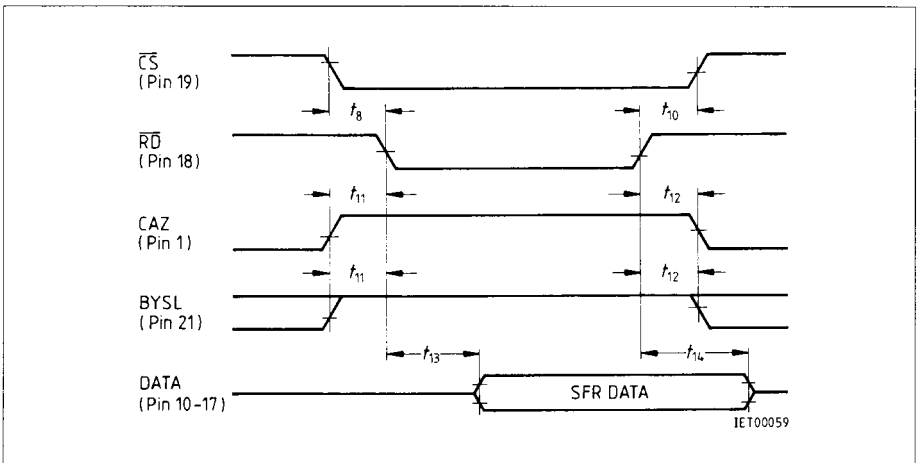 CS
(Pin 19)
t8
t10
RD
(Pin 18)
t11
t12
CAZ
(Pin 1)
t11
t12
BYSL
(Pin 21)
t13
t14
DATA
(Pin 10-17)
SFR DATA
IET00059